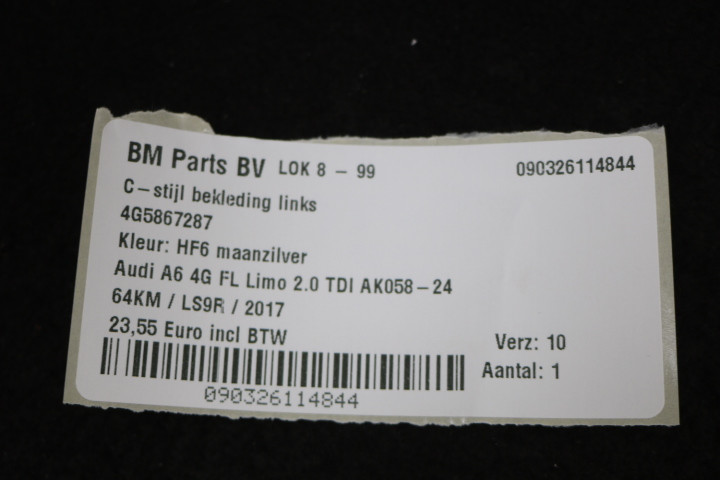 BM Parts BV LOK 8 - 99 090326114844
C-stijl bekleding links
4G5867287
Kleur: HF6 maanzilver
Audi A6 4G FL Limo 2.0 TDI AK058-24
64KM / LS9R / 2017
23,55 Euro incl BTW
Verz: 10
Aantal: 1
090326114844